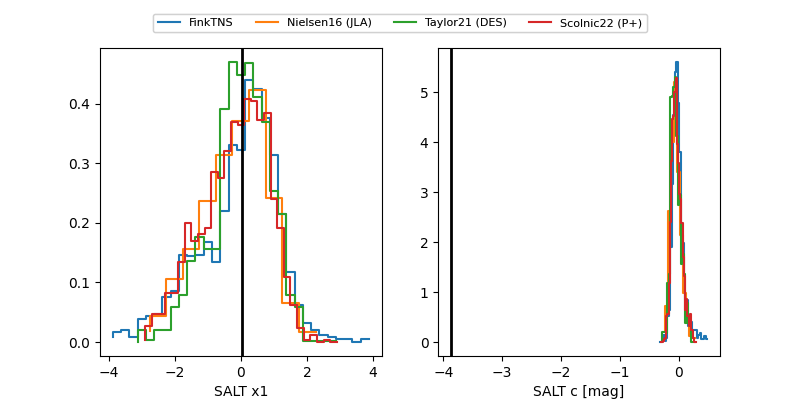 FinkTNS Nielsen16 (JLA) Taylor21 (DES) Scolnic22 (P+)
0.4
0.3
0.2
0.1
0.0
−4 −2 0 2 4
SALT x1
5
4
3
2
1
0
−4 −3 −2 −1 0
SALT c [mag]